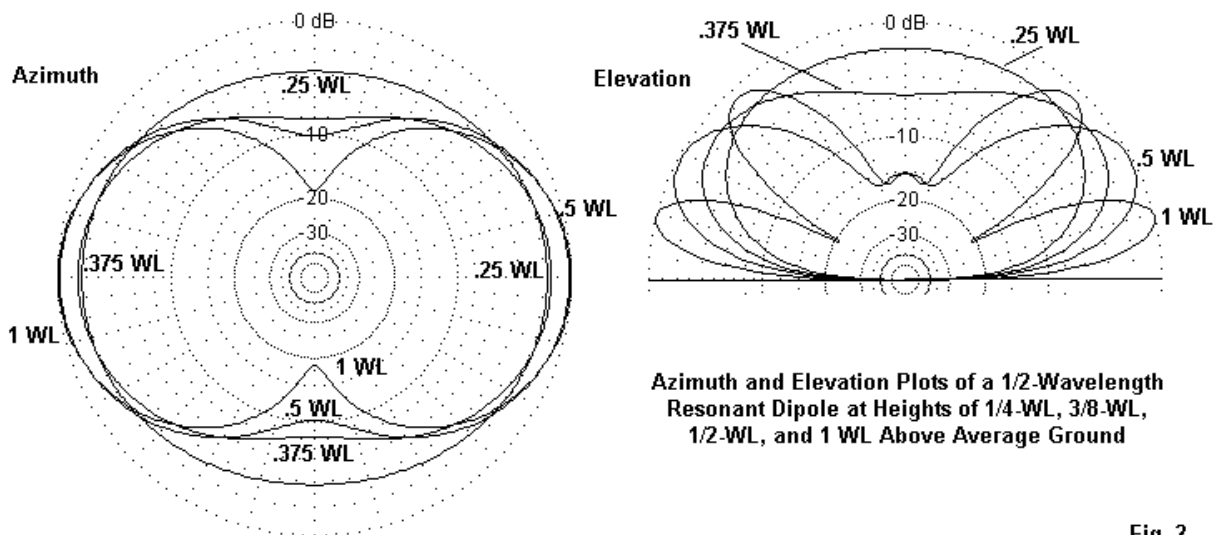 0 dB
Azimuth
.25 WL
-10
-20
-30
.5 WL
.375 WL
.25 WL
1 WL
1 WL
.5 WL
.375 WL
0 dB
.375 WL
.25 WL
Elevation
-10
.5 WL
-20
1 WL
-30
Azimuth and Elevation Plots of a 1/2-Wavelength
Resonant Dipole at Heights of 1/4-WL, 3/8-WL,
1/2-WL, and 1 WL Above Average Ground
Fig. 2